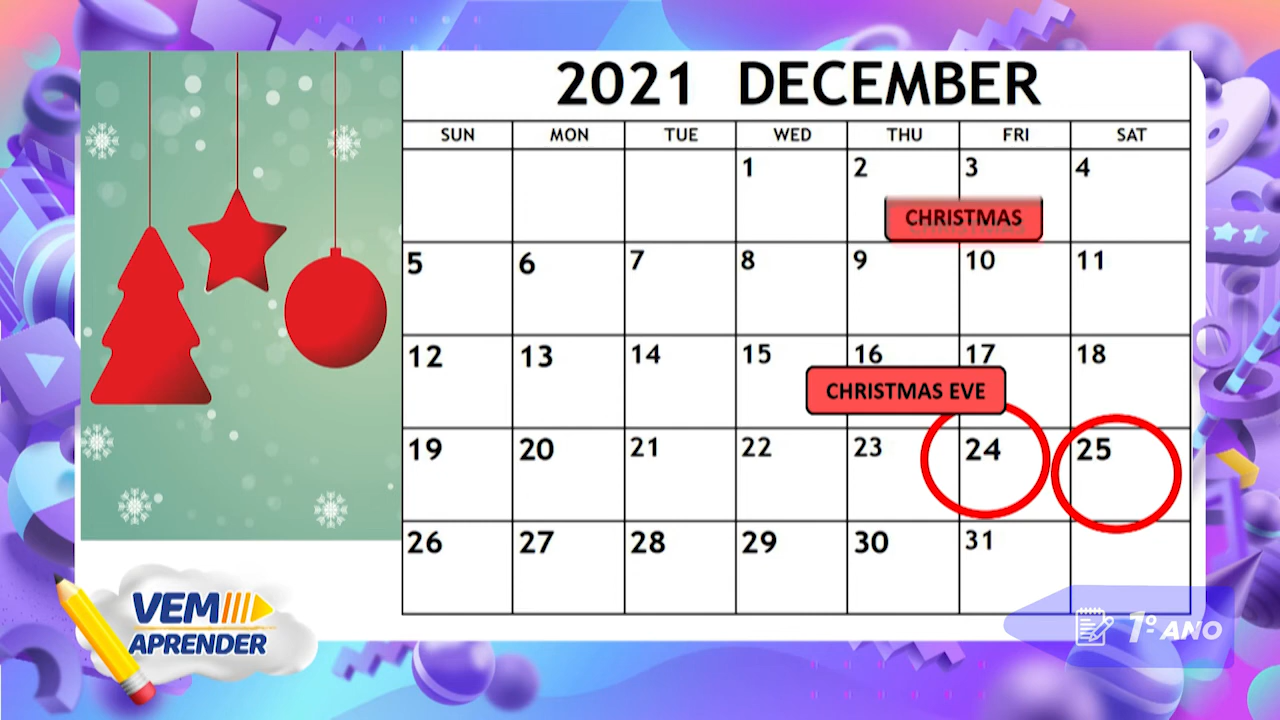 2021 DECEMBER
SUN MON TUE WED THU FRI SAT
1 2 3 4
CHRISTMAS
5 6 7 8 9 10 11
12 13 14 15 16 17 18
CHRISTMAS EVE
19 20 21 22 23 24 25
26 27 28 29 30 31
VEM
APRENDER
1º ANO